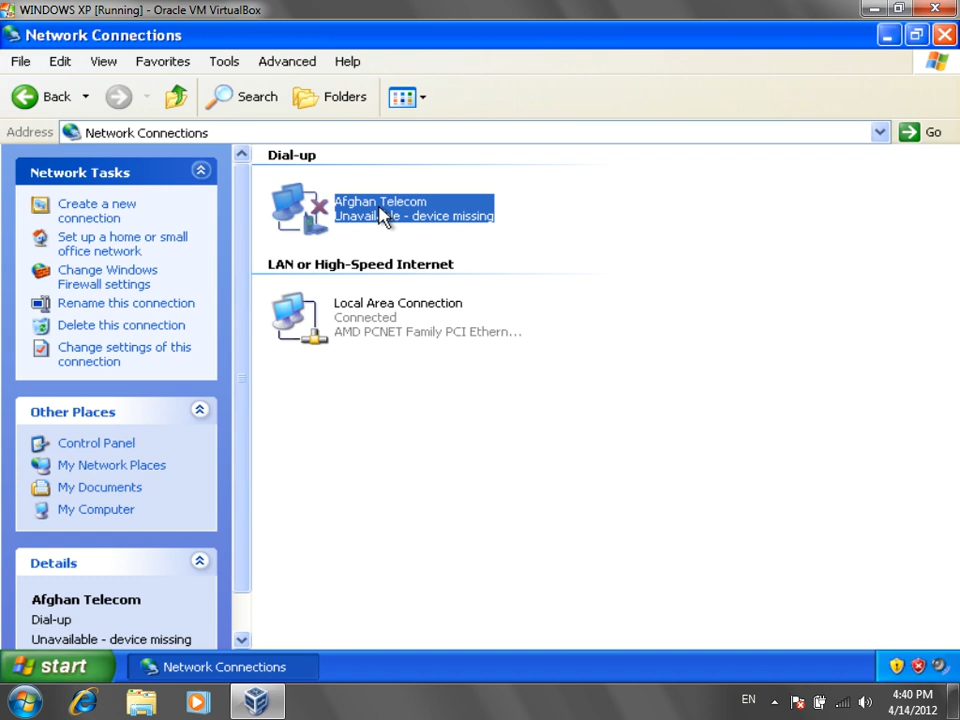 WINDOWS XP [Running] - Oracle VM VirtualBox
Network Connections
File Edit View Favorites Tools Advanced Help
Back Search Folders
Address Network Connections Go
Network Tasks
Create a new
connection
Set up a home or small
office network
Change Windows
Firewall settings
Rename this connection
Delete this connection
Change settings of this
connection
Other Places
Control Panel
My Network Places
My Documents
My Computer
Details
Afghan Telecom
Dial-up
Unavailable - device missing
Dial-up
Afghan Telecom
Unavailable - device missing
LAN or High-Speed Internet
Local Area Connection
Connected
AMD PCNET Family PCI Ethern...
start Network Connections
EN 4:40 PM
4/14/2012